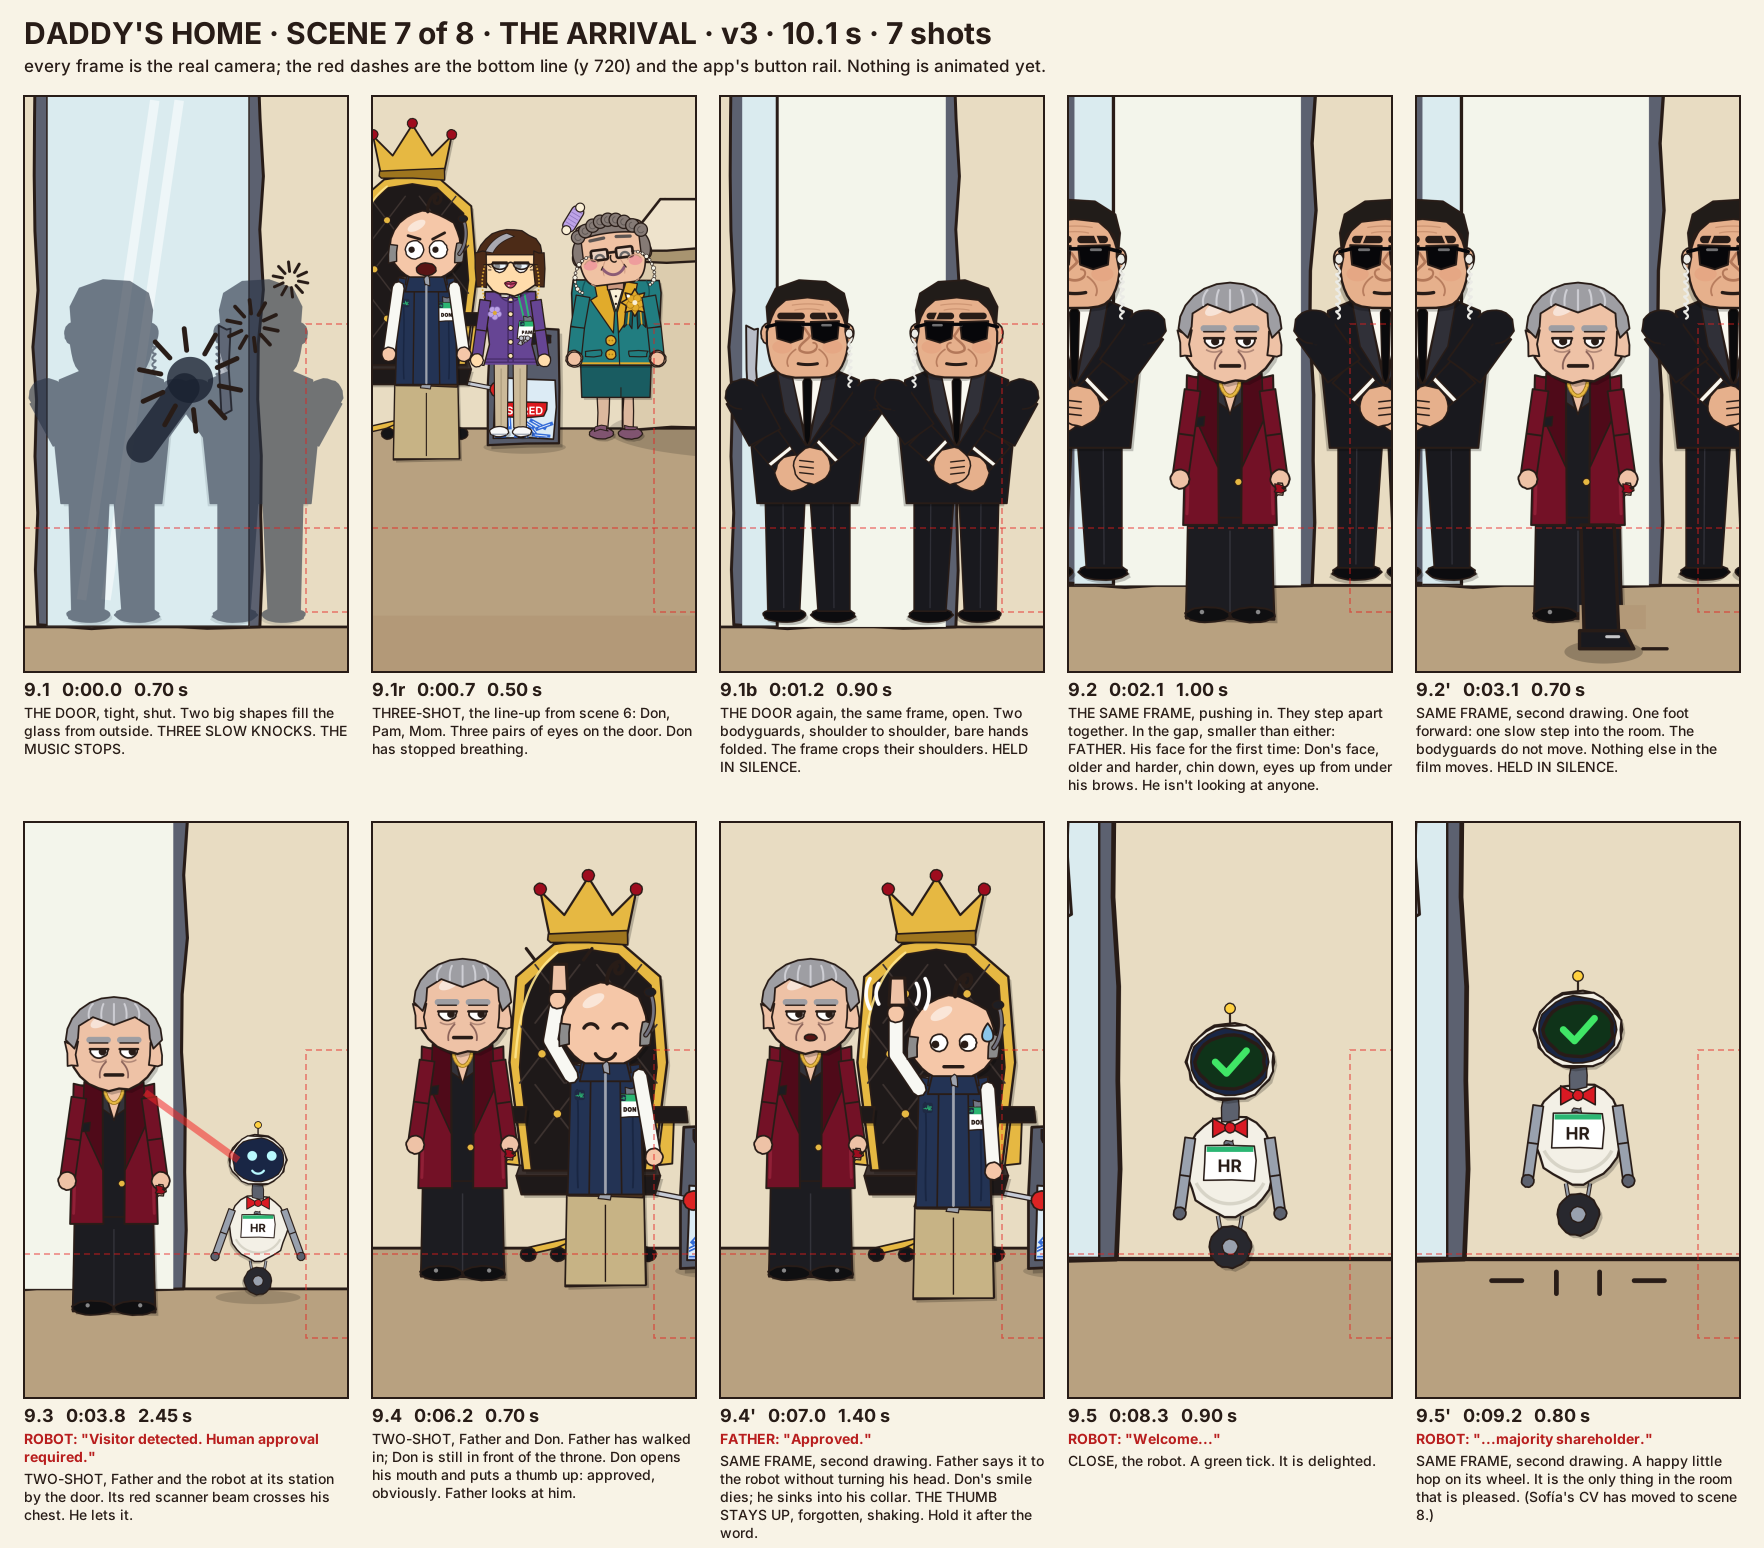 DADDY'S HOME · SCENE 7 of 8 · THE ARRIVAL · v3 · 10.1 s · 7 shots
every frame is the real camera; the red dashes are the bottom line (y 720) and the app's button rail. Nothing is animated yet.
DON
PAM
9.1 0:00.0 0.70 s
THE DOOR, tight, shut. Two big shapes fill the
glass from outside. THREE SLOW KNOCKS. THE
MUSIC STOPS.
9.1r 0:00.7 0.50 s
THREE-SHOT, the line-up from scene 6: Don,
Pam, Mom. Three pairs of eyes on the door. Don
has stopped breathing.
9.1b 0:01.2 0.90 s
THE DOOR again, the same frame, open. Two
bodyguards, shoulder to shoulder, bare hands
folded. The frame crops their shoulders. HELD
IN SILENCE.
9.2 0:02.1 1.00 s
THE SAME FRAME, pushing in. They step apart
together. In the gap, smaller than either:
FATHER. His face for the first time: Don's face,
older and harder, chin down, eyes up from under
his brows. He isn't looking at anyone.
9.2' 0:03.1 0.70 s
SAME FRAME, second drawing. One foot
forward: one slow step into the room. The
bodyguards do not move. Nothing else in the
film moves. HELD IN SILENCE.
HR
DON
DON
HR
HR
9.3 0:03.8 2.45 s
ROBOT: "Visitor detected. Human approval
required."
TWO-SHOT, Father and the robot at its station
by the door. Its red scanner beam crosses his
chest. He lets it.
9.4 0:06.2 0.70 s
TWO-SHOT, Father and Don. Father has walked
in; Don is still in front of the throne. Don opens
his mouth and puts a thumb up: approved,
obviously. Father looks at him.
9.4' 0:07.0 1.40 s
FATHER: "Approved."
SAME FRAME, second drawing. Father says it to
the robot without turning his head. Don's smile
dies; he sinks into his collar. THE THUMB
STAYS UP, forgotten, shaking. Hold it after the
word.
9.5 0:08.3 0.90 s
ROBOT: "Welcome..."
CLOSE, the robot. A green tick. It is delighted.
9.5' 0:09.2 0.80 s
ROBOT: "...majority shareholder."
SAME FRAME, second drawing. A happy little
hop on its wheel. It is the only thing in the room
that is pleased. (Sofía's CV has moved to scene
8.)